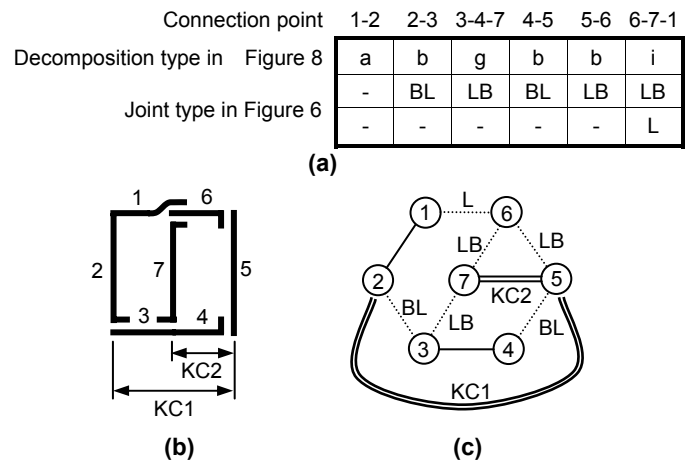 Connection point 1-2 2-3 3-4-7 4-5 5-6 6-7-1
Decomposition type in Figure 8 a b g b b i
Joint type in Figure 6 - BL LB BL LB LB
- - - - - L
(a)
1 6
2 7 5
3 4
KC2
KC1
(b)
1 L 6
LB LB
2 7 KC2 5
BL LB BL
3 4
KC1
(c)